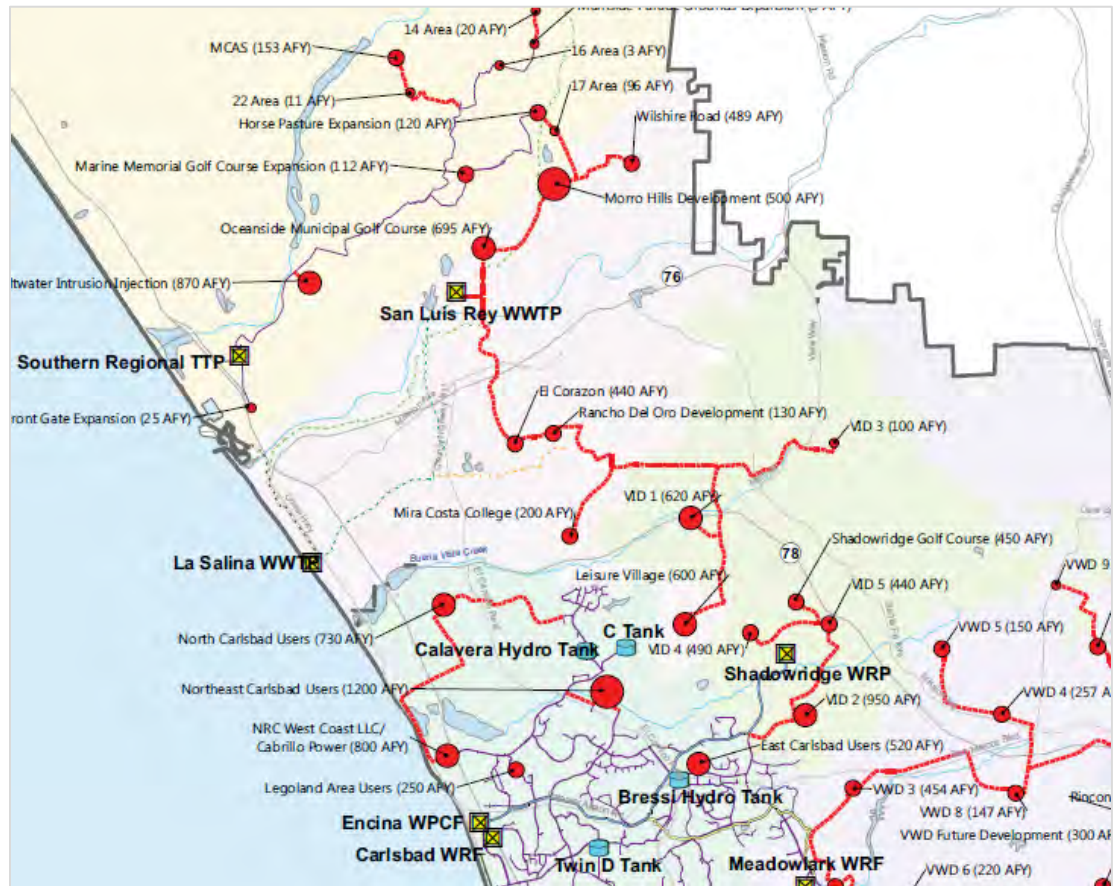 14 Area (20 AFY)
MCAS (153 AFY)
16 Area (3 AFY)
22 Area (11 AFY)
17 Area (96 AFY)
Horse Pasture Expansion (120 AFY)
Wilshire Road (489 AFY)
Marine Memorial Golf Course Expansion (112 AFY)
Morro Hills Development (500 AFY)
Oceanside Municipal Golf Course (695 AFY)
76
ltwater Intrusion Injection (870 AFY)
San Luis Rey WWTP
Southern Regional TTP
El Corazon (440 AFY)
ront Gate Expansion (25 AFY)
Rancho Del Oro Development (130 AFY)
VID 3 (100 AFY)
VID 1 (620 AFY)
Mira Costa College (200 AFY)
78
Shadowridge Golf Course (450 AFY)
La Salina WWTP
Buena Vista Creek
Leisure Village (600 AFY)
VID 5 (440 AFY)
VWD 9
North Carlsbad Users (730 AFY)
C Tank
VWD 5 (150 AFY)
Calavera Hydro Tank
VID 4 (490 AFY)
Shadowridge WRP
Northeast Carlsbad Users (1200 AFY)
VWD 4 (257 A
VID 2 (950 AFY)
NRC West Coast LLC/
Cabrillo Power (800 AFY)
East Carlsbad Users (520 AFY)
Legoland Area Users (250 AFY)
VWD 3 (454 AFY)
Bressi Hydro Tank
VWD 8 (147 AFY)
Rincon
Encina WPCF
VWD Future Development (300 AF
Carlsbad WRF
Twin D Tank
Meadowlark WRF
VWD 6 (220 AFY)